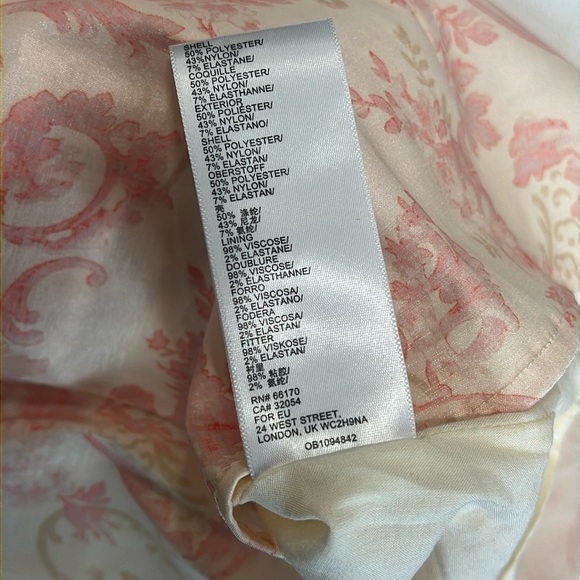 SHELL
50% POLYESTER/
43%NYLON/
7% ELASTANE/
COQUILLE
50% POLYESTER/
43% NYLON/
7% ÉLASTHANNE/
EXTERIOR
50% POLIÉSTER/
43% NYLON/
7% ELASTANO/
SHELL
50% POLYESTER/
43% NYLON/
7% ELASTAN/
OBERSTOFF
50% POLYESTER/
43% NYLON/
7% ELASTAN/
壳
50% 涤纶/
43% 尼龙/
7% 氨纶/
LINING
98% VISCOSE/
2% ELASTANE/
DOUBLURE
98% VISCOSE/
2% ÉLASTHANNE/
FORRO
98% VISCOSA/
2% ELASTANO/
FODERA
98% VISCOSA/
2% ELASTAN/
FITTER
98% VISKOSE/
2% ELASTAN/
衬里
98% 粘胶/
2% 氨纶/
RN# 66170
CA# 32054
FOR EU
24 WEST STREET,
LONDON, UK WC2H9NA
OB1094842